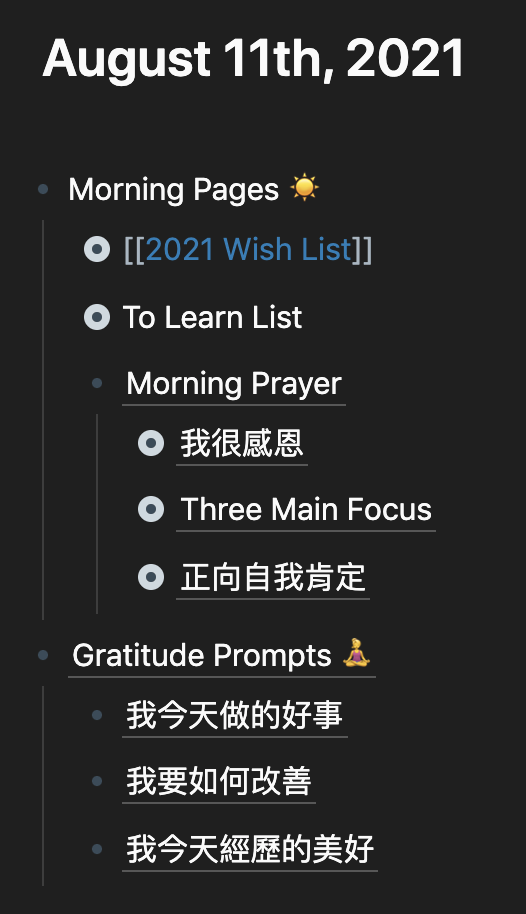 August 11th, 2021
Morning Pages ☀️
[[2021 Wish List]]
To Learn List
Morning Prayer
我很感恩
Three Main Focus
正向自我肯定
Gratitude Prompts 🧘‍♀️
我今天做的好事
我要如何改善
我今天經歷的美好